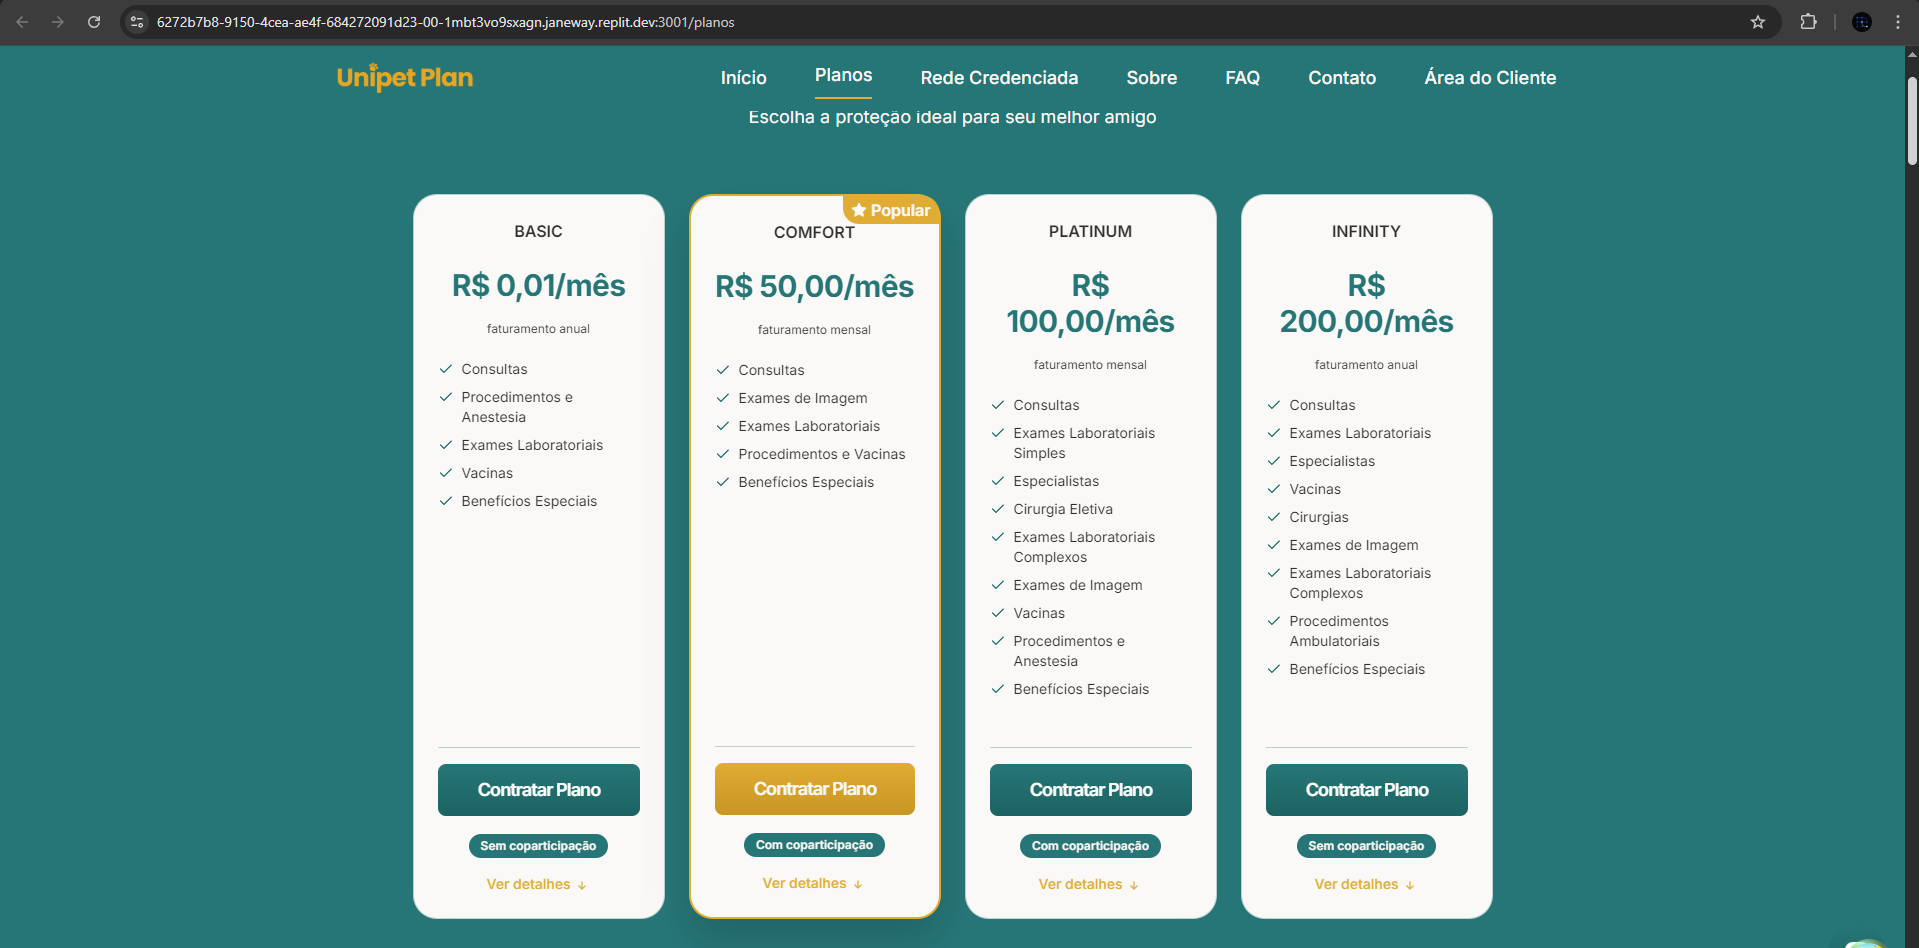 6272b7b8-9150-4cea-ae4f-684272091d23-00-1mbt3vo9sxagn.janeway.replit.dev:3001/planos
Unipet Plan
Início
Planos
Rede Credenciada
Sobre
FAQ
Contato
Área do Cliente
Escolha a proteção ideal para seu melhor amigo
BASIC
R$ 0,01/mês
faturamento anual
Consultas
Procedimentos e
Anestesia
Exames Laboratoriais
Vacinas
Benefícios Especiais
Contratar Plano
Sem coparticipação
Ver detalhes ↓
Popular
COMFORT
R$ 50,00/mês
faturamento mensal
Consultas
Exames de Imagem
Exames Laboratoriais
Procedimentos e Vacinas
Benefícios Especiais
Contratar Plano
Com coparticipação
Ver detalhes ↓
PLATINUM
R$
100,00/mês
faturamento mensal
Consultas
Exames Laboratoriais
Simples
Especialistas
Cirurgia Eletiva
Exames Laboratoriais
Complexos
Exames de Imagem
Vacinas
Procedimentos e
Anestesia
Benefícios Especiais
Contratar Plano
Com coparticipação
Ver detalhes ↓
INFINITY
R$
200,00/mês
faturamento anual
Consultas
Exames Laboratoriais
Especialistas
Vacinas
Cirurgias
Exames de Imagem
Exames Laboratoriais
Complexos
Procedimentos
Ambulatoriais
Benefícios Especiais
Contratar Plano
Sem coparticipação
Ver detalhes ↓